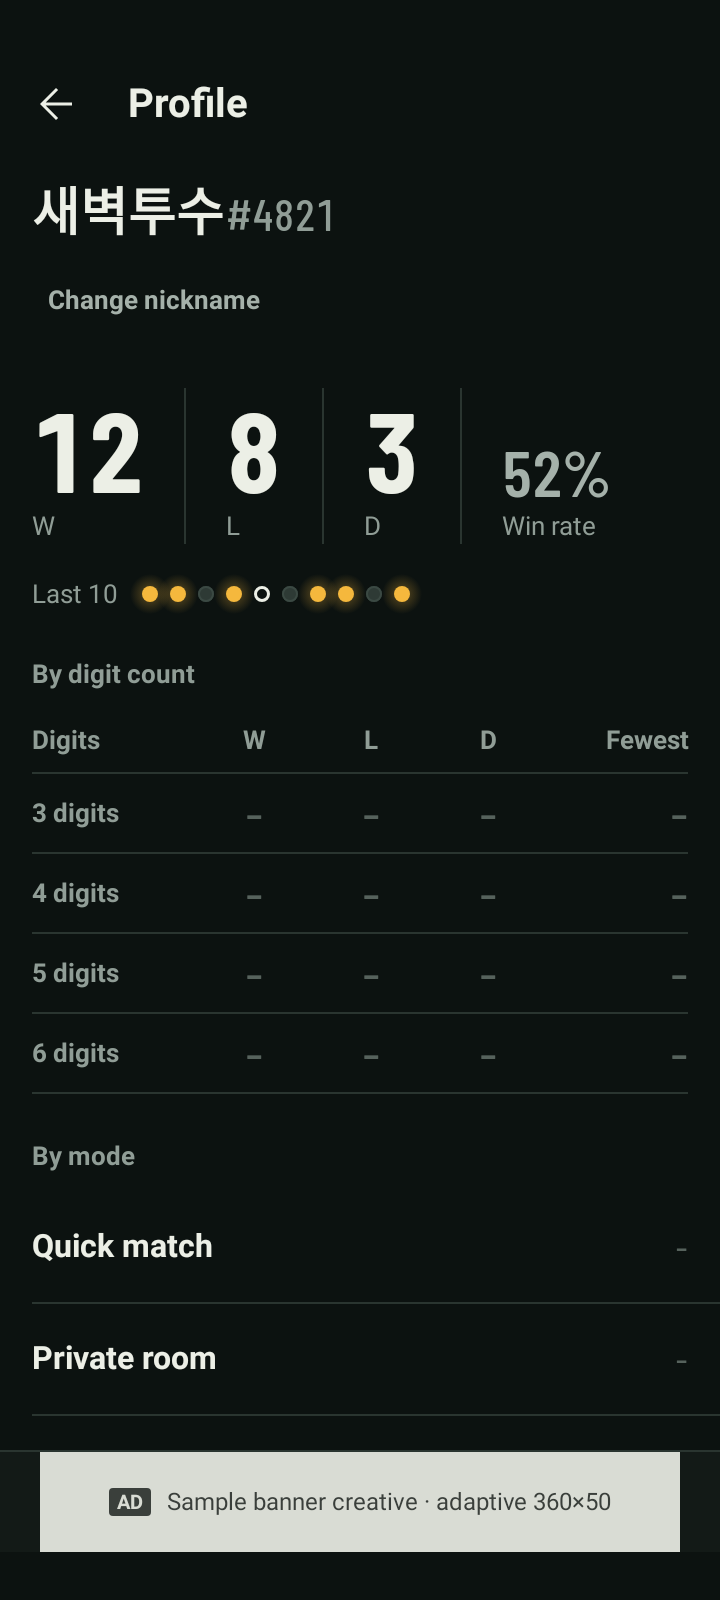 Profile
새벽투수#4821
Change nickname
12 8 3 52%
W L D Win rate
Last 10
By digit count
Digits W L D Fewest
3 digits – – – –
4 digits – – – –
5 digits – – – –
6 digits – – – –
By mode
Quick match -
Private room -
AD Sample banner creative · adaptive 360×50